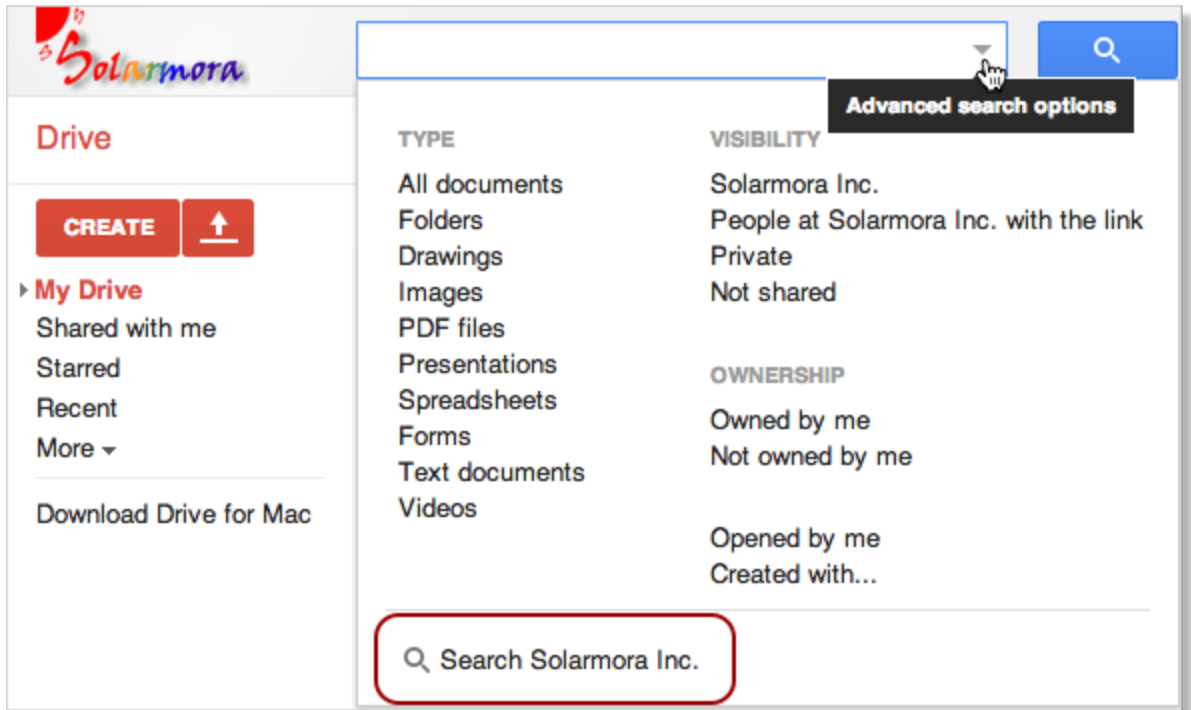 Solarmora
Advanced search options
Drive
CREATE
My Drive
Shared with me
Starred
Recent
More
Download Drive for Mac
TYPE
All documents
Folders
Drawings
Images
PDF files
Presentations
Spreadsheets
Forms
Text documents
Videos
VISIBILITY
Solarmora Inc.
People at Solarmora Inc. with the link
Private
Not shared
OWNERSHIP
Owned by me
Not owned by me
Opened by me
Created with...
Search Solarmora Inc.